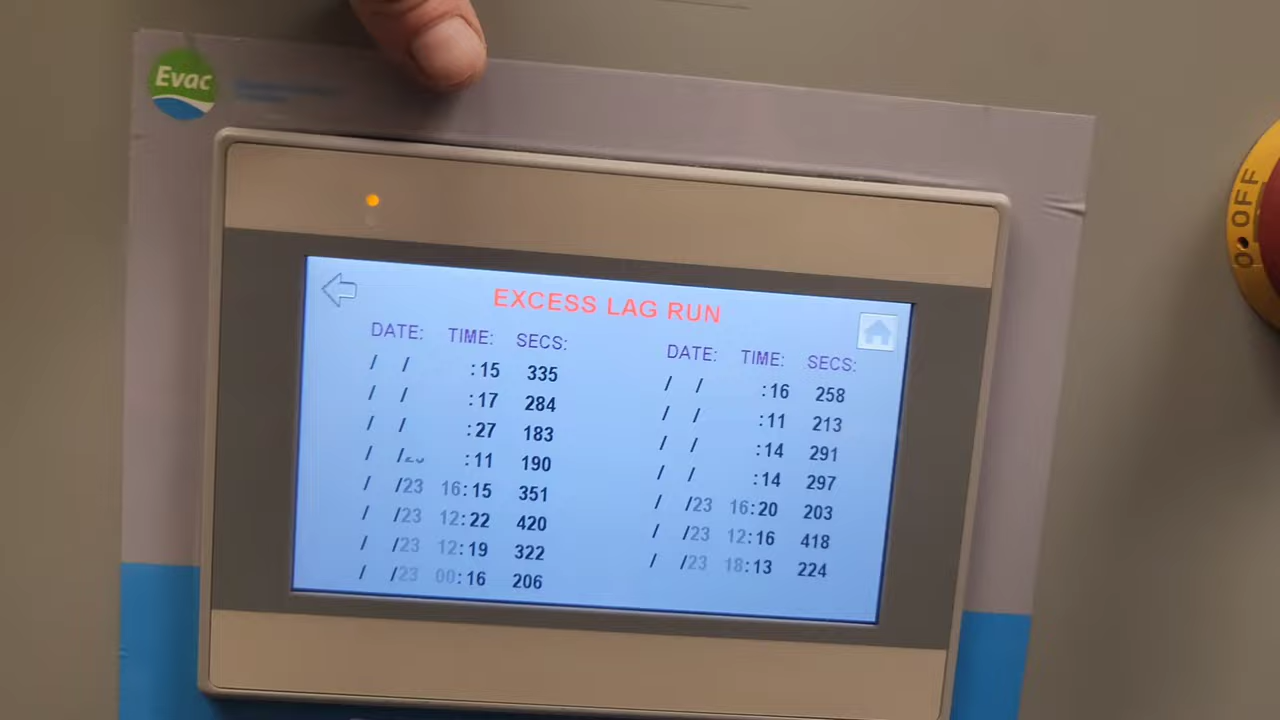 Evac
OFF
0
EXCESS LAG RUN
DATE: TIME: SECS:
/ / :15 335
/ / :17 284
/ / :27 183
/ / :11 190
/ /23 16:15 351
/ /23 12:22 420
/ /23 12:19 322
/ /23 00:16 206
DATE: TIME: SECS:
/ / :16 258
/ / :11 213
/ / :14 291
/ / :14 297
/ /23 16:20 203
/ /23 12:16 418
/ /23 18:13 224